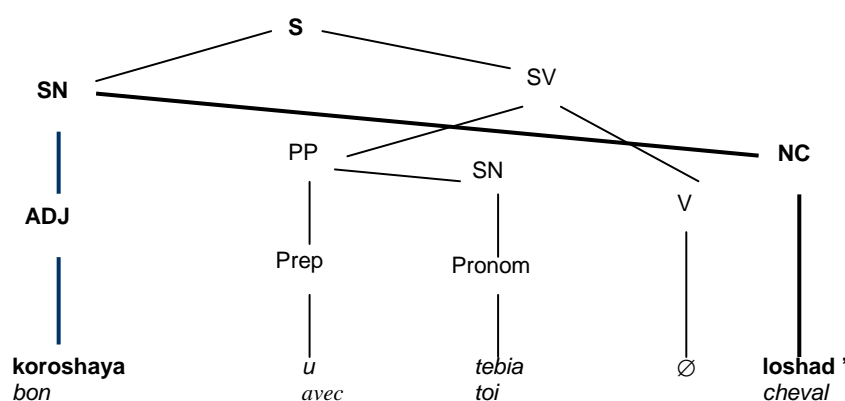 S
SV
SN
PP
NC
SN
V
ADJ
Prep
Pronom
koroshaya u tebia ∅ loshad ’
bon avec toi cheval